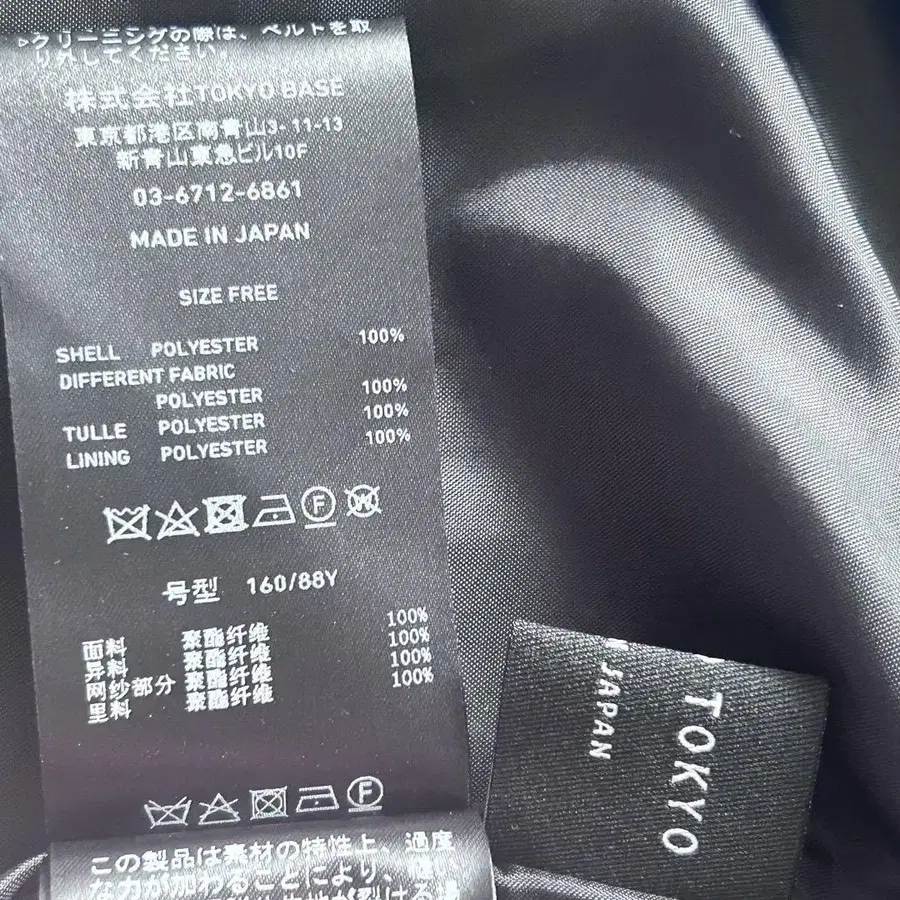 ▷クリーニングの際は、ベルトを取
り外してください。
株式会社TOKYO BASE
東京都港区南青山3-11-13
新青山東急ビル10F
03-6712-6861
MADE IN JAPAN
SIZE FREE
SHELL POLYESTER 100%
DIFFERENT FABRIC
POLYESTER 100%
TULLE POLYESTER 100%
LINING POLYESTER 100%
F W
号型 160/88Y
面料 聚酯纤维 100%
异料 聚酯纤维 100%
网纱部分 聚酯纤维 100%
里料 聚酯纤维 100%
F
この製品は素材の特性上、過度
な力が加わることにより、
TOKYO
JAPAN